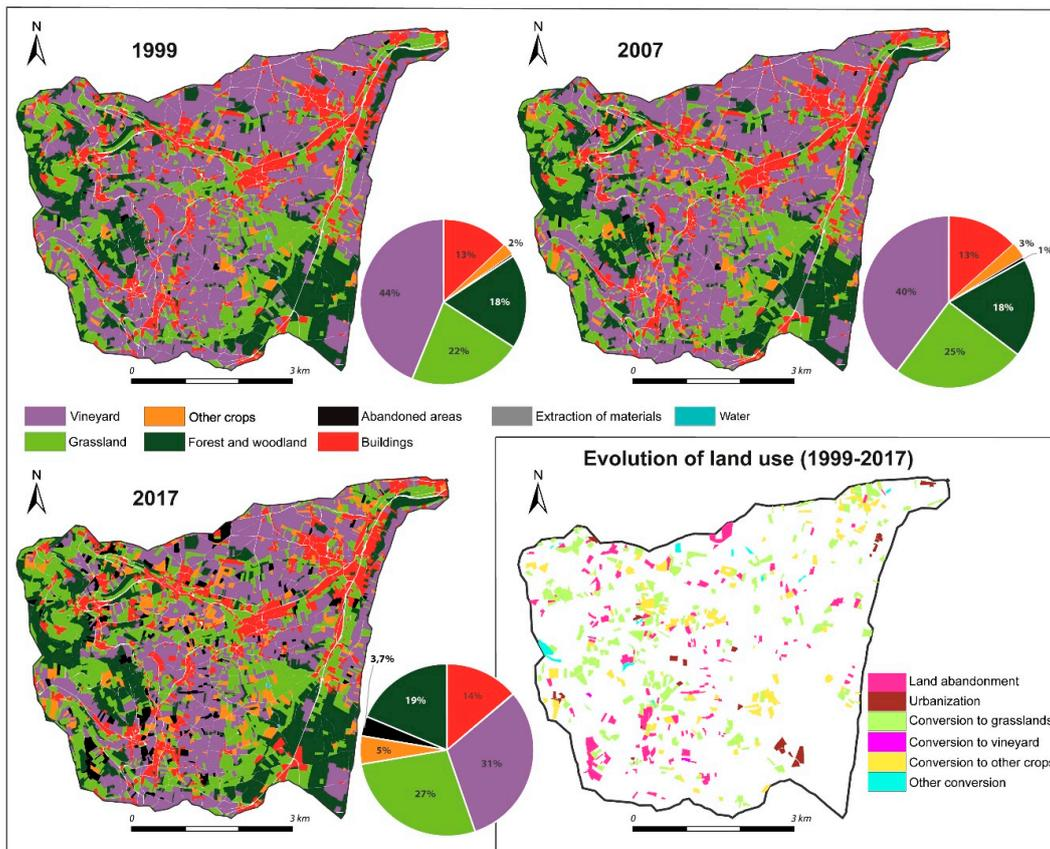 N
1999
13%
2%
18%
22%
44%
0
3 km
N
2007
13%
3%
1%
18%
25%
40%
0
3 km
Vineyard
Other crops
Abandoned areas
Extraction of materials
Water
Grassland
Forest and woodland
Buildings
N
2017
3,7%
19%
14%
5%
31%
27%
0
3 km
Evolution of land use (1999-2017)
N
Land abandonment
Urbanization
Conversion to grasslands
Conversion to vineyard
Conversion to other crops
Other conversion
0
3 km